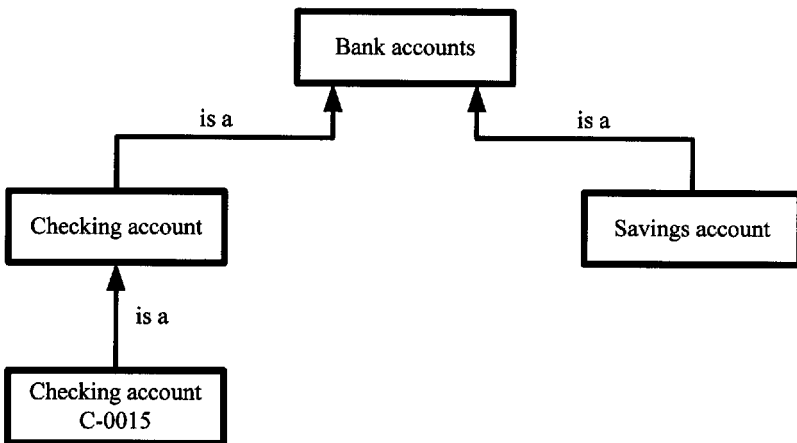 Bank accounts
is a
is a
Checking account
Savings account
is a
Checking account
C-0015